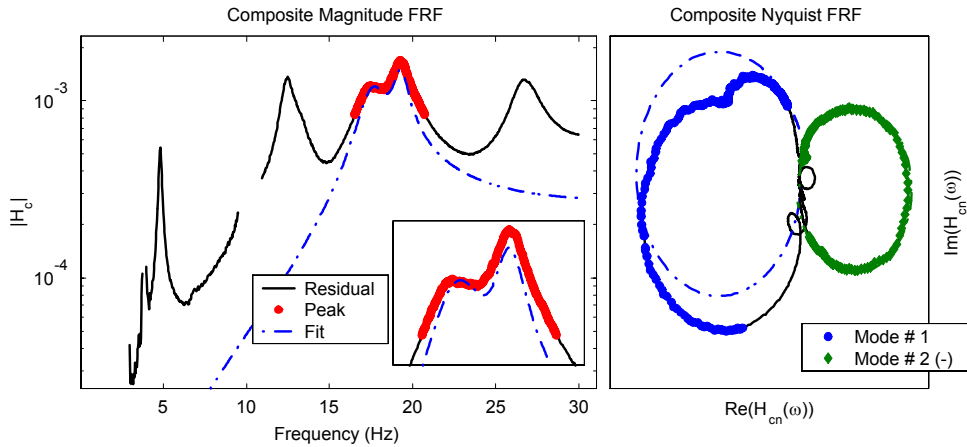 Composite Magnitude FRF
Composite Nyquist FRF
|H_c|
10^-3
10^-4
Residual
Peak
Fit
5
10
15
20
25
30
Frequency (Hz)
Im(H_cn(ω))
Mode # 1
Mode # 2 (-)
Re(H_cn(ω))